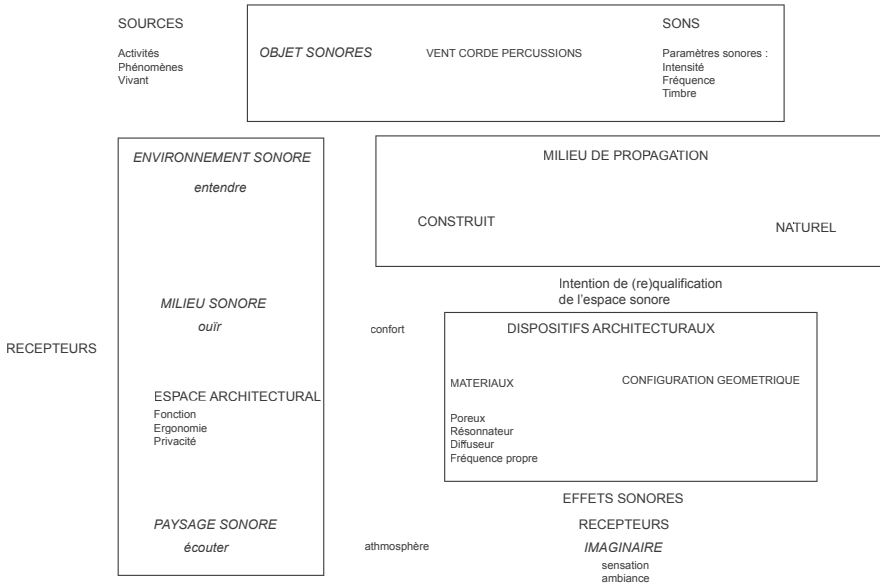 SOURCES
Activités
Phénomènes
Vivant
OBJET SONORES
VENT CORDE PERCUSSIONS
SONS
Paramètres sonores :
Intensité
Fréquence
Timbre
ENVIRONNEMENT SONORE
entendre
MILIEU DE PROPAGATION
CONSTRUIT
NATUREL
Intention de (re)qualification
de l'espace sonore
MILIEU SONORE
ouïr
confort
RECEPTEURS
DISPOSITIFS ARCHITECTURAUX
MATERIAUX
CONFIGURATION GEOMETRIQUE
Poreux
Résonnateur
Diffuseur
Fréquence propre
ESPACE ARCHITECTURAL
Fonction
Ergonomie
Privacité
EFFETS SONORES
PAYSAGE SONORE
écouter
athmosphère
RECEPTEURS
IMAGINAIRE
sensation
ambiance